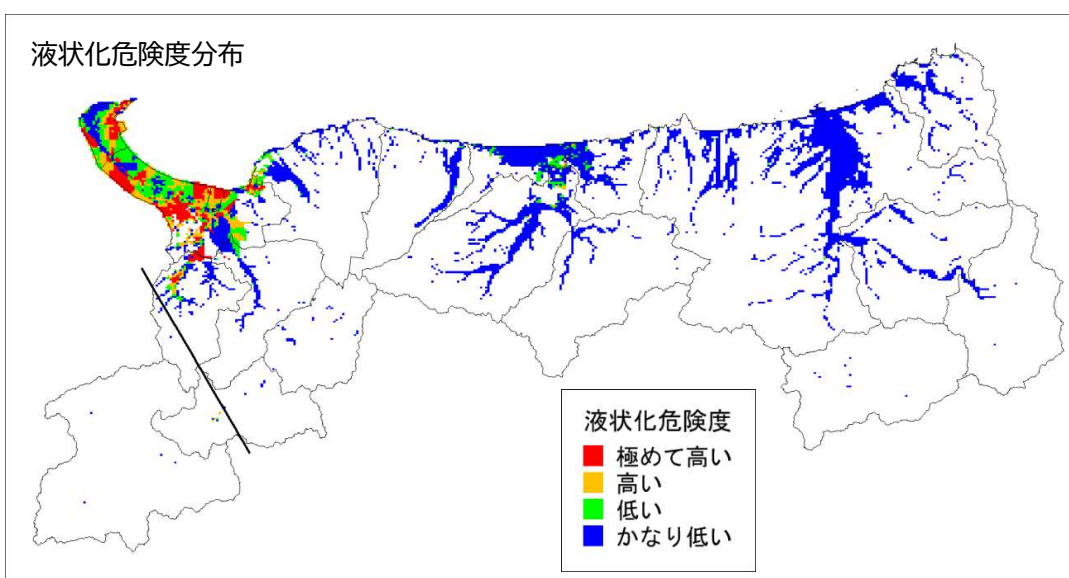 液状化危険度分布
液状化危険度
極めて高い
高い
低い
かなり低い